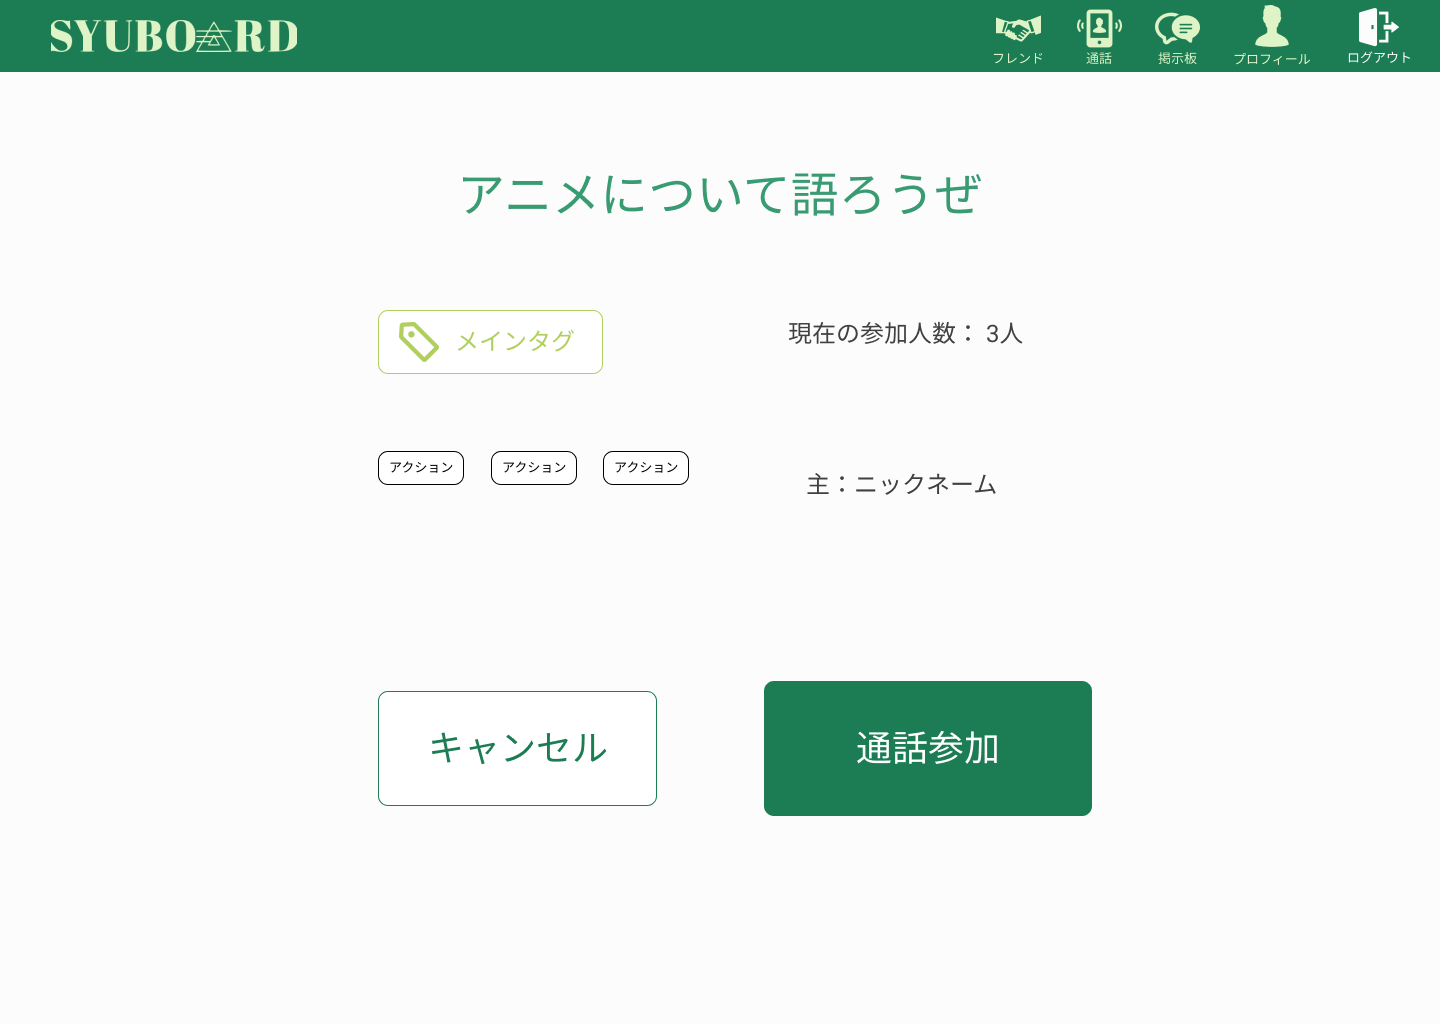 SYUBOARD
フレンド
通話
掲示板
プロフィール
ログアウト
アニメについて語ろうぜ
メインタグ
現在の参加人数： 3人
アクション
アクション
アクション
主：ニックネーム
キャンセル
通話参加